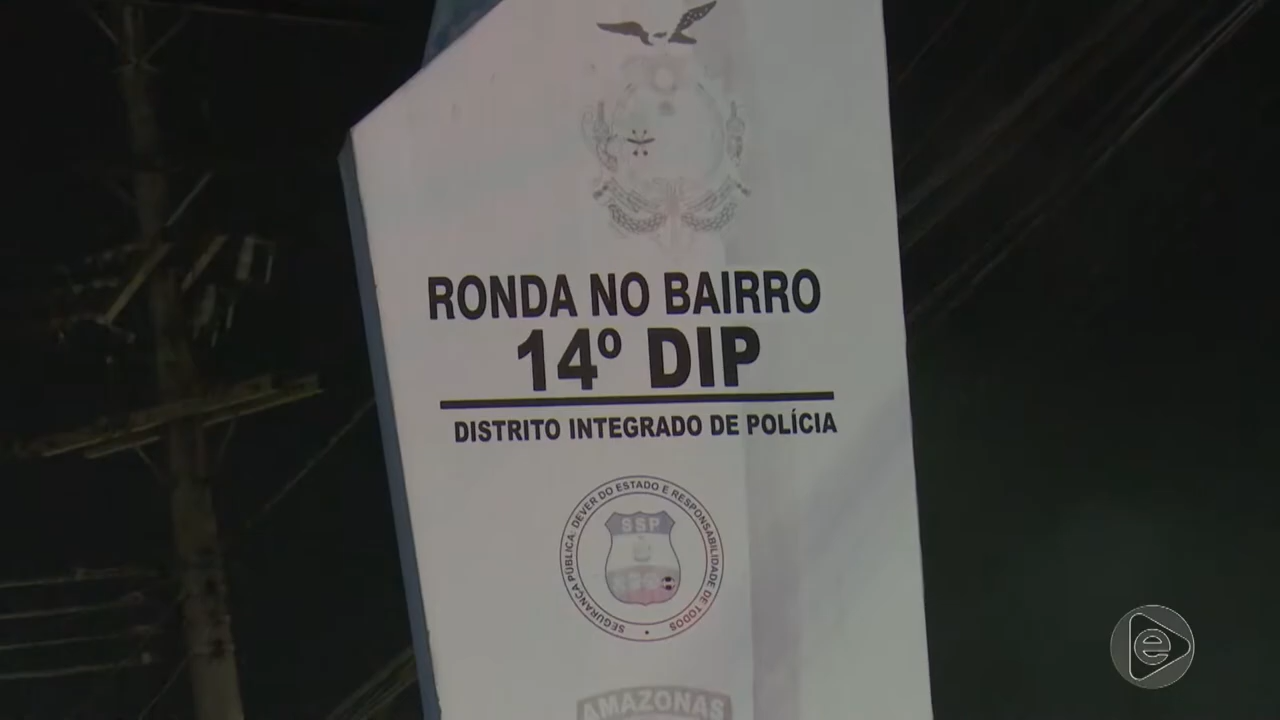 RONDA NO BAIRRO
14º DIP
DISTRITO INTEGRADO DE POLÍCIA
SEGURANÇA PÚBLICA: DEVER DO ESTADO E RESPONSABILIDADE DE TODOS
SSP
AMAZONAS
e